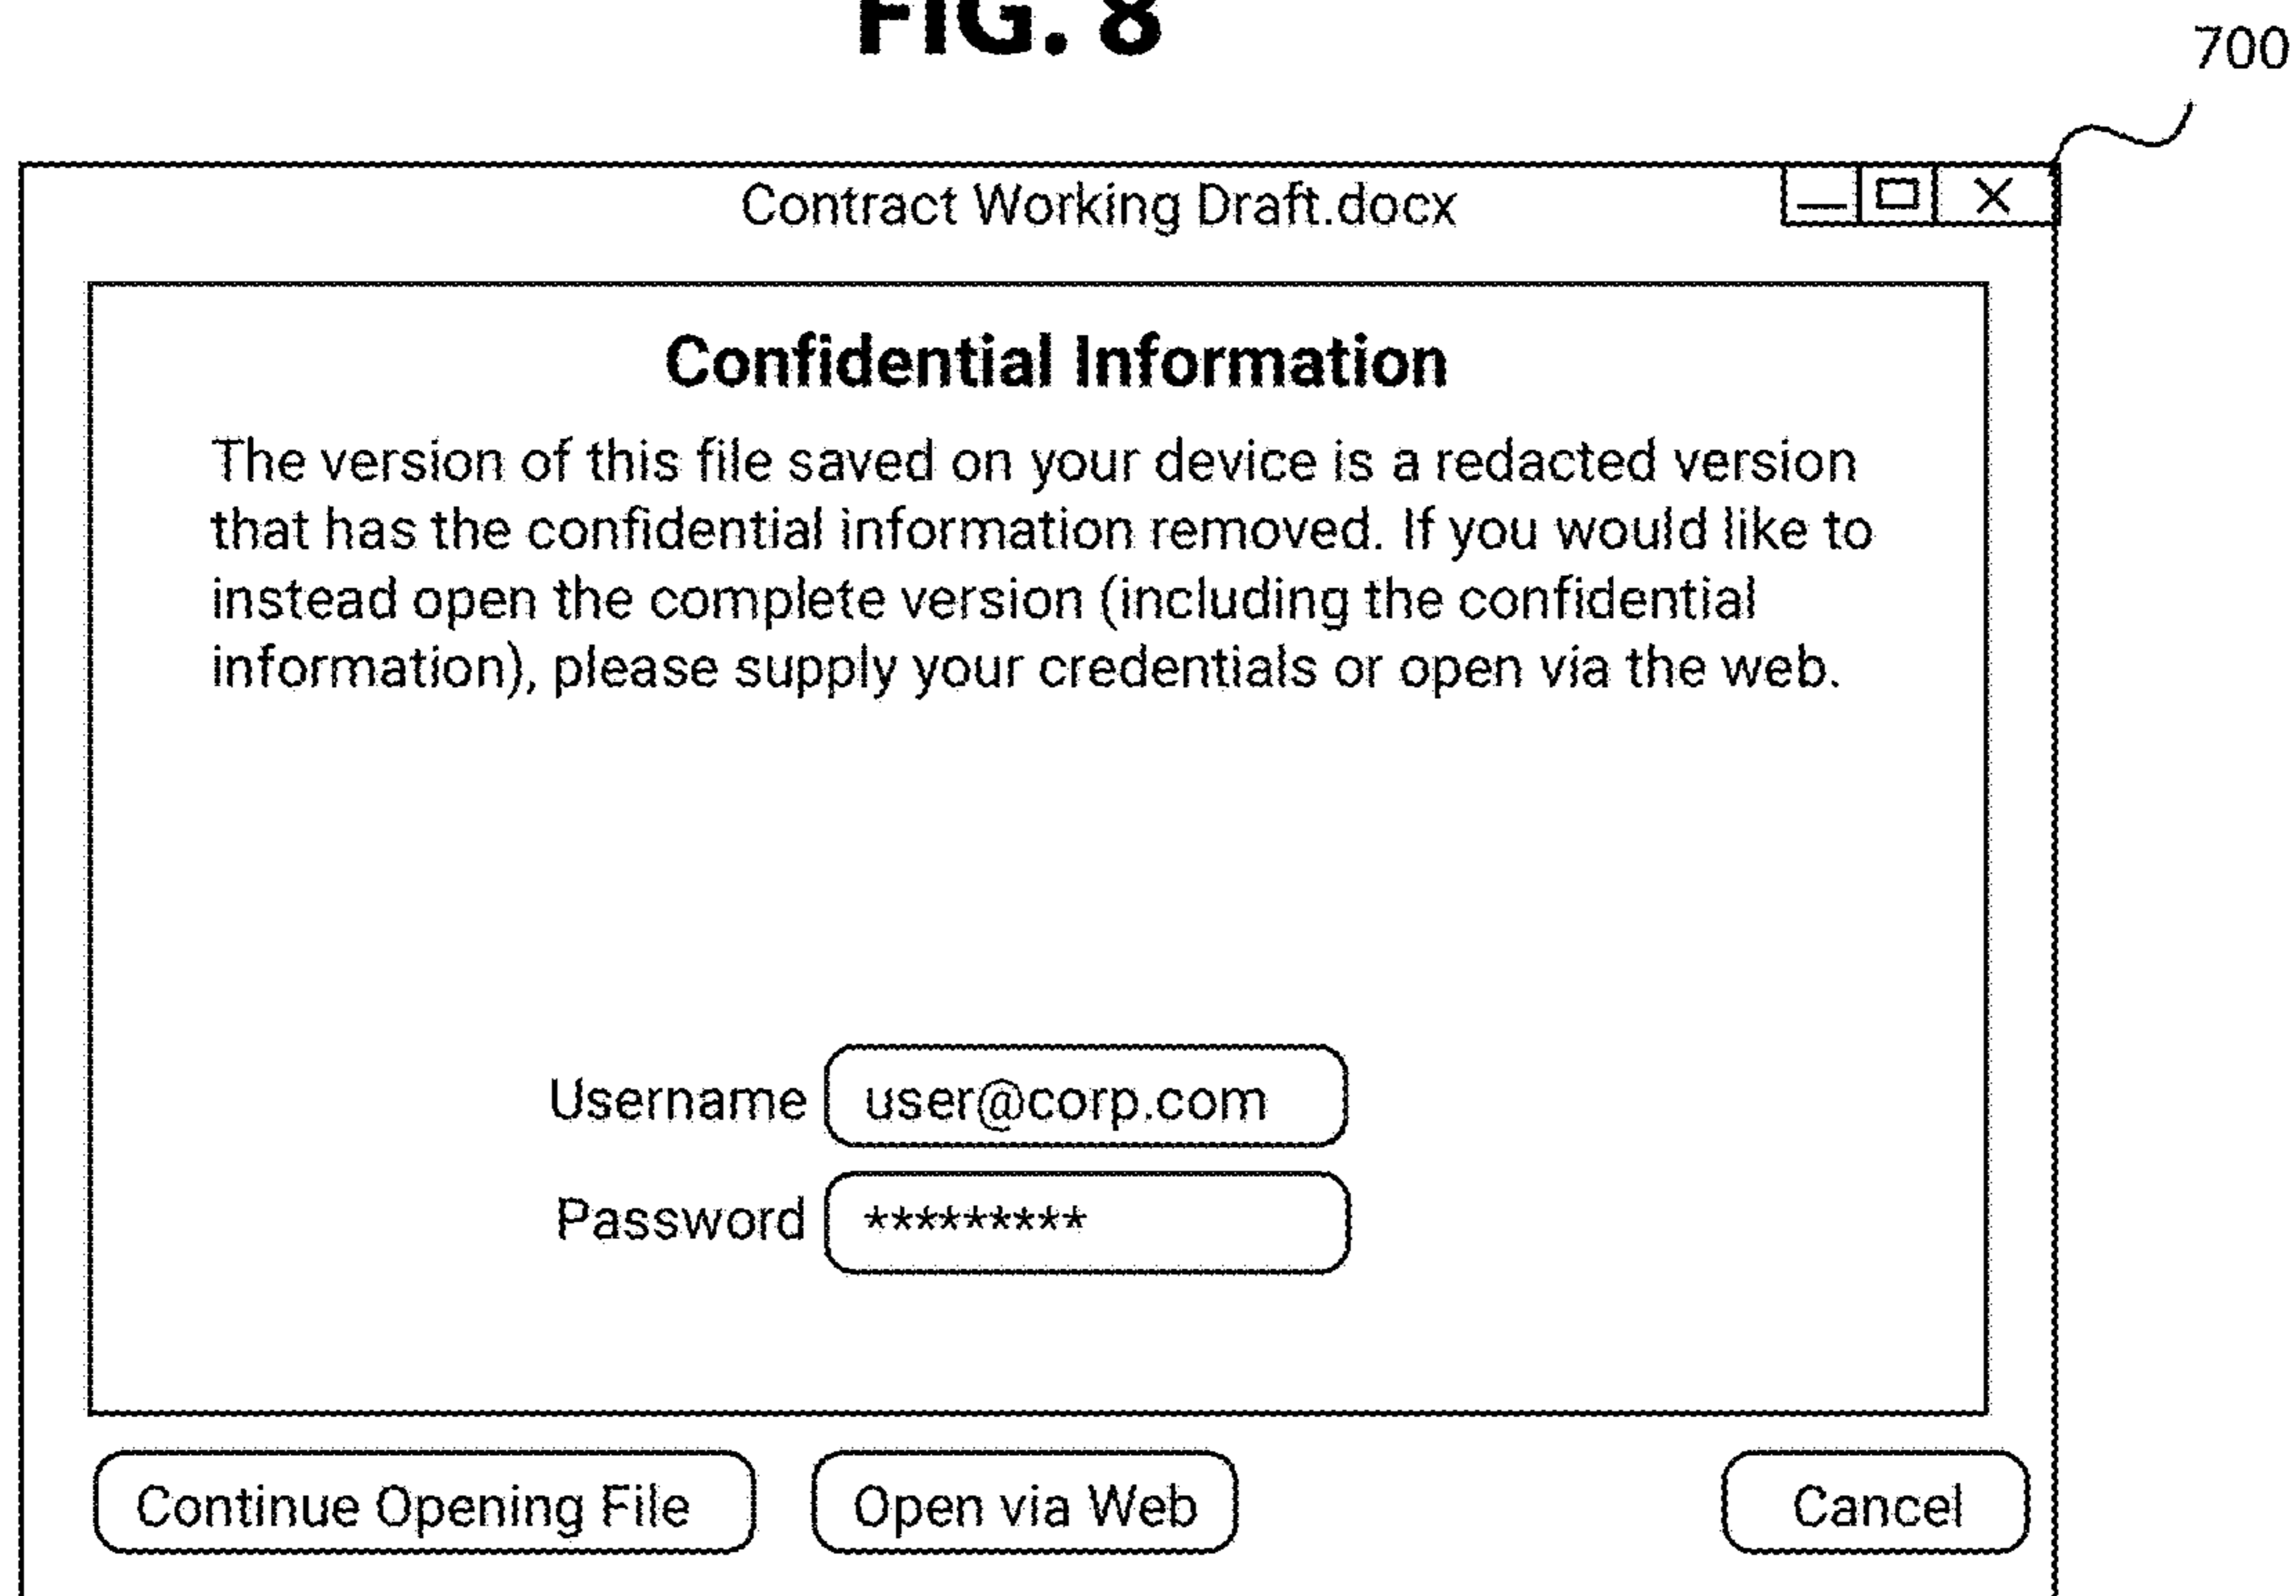 FIG. 8
700
Contract Working Draft.docx
Confidential Information
The version of this file saved on your device is a redacted version
that has the confidential information removed. If you would like to
instead open the complete version (including the confidential
information), please supply your credentials or open via the web.
Username user@corp.com
Password *********
Continue Opening File Open via Web Cancel